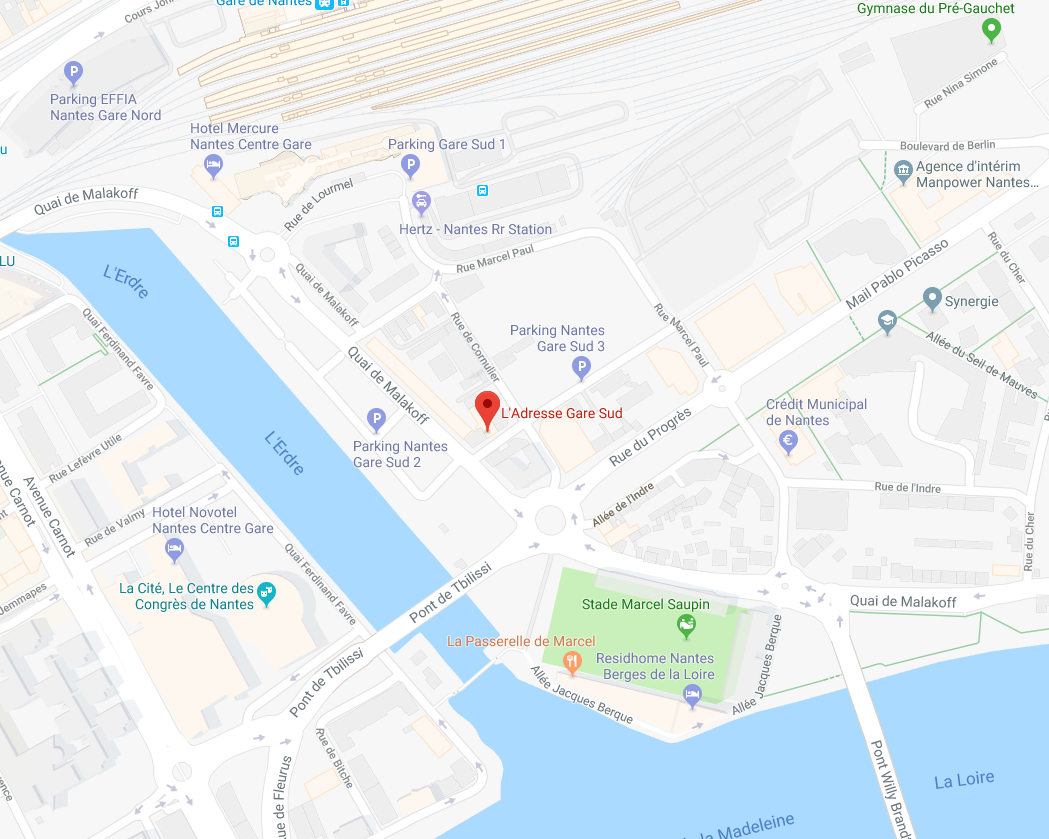 Gare de Nantes
Gymnase du Pré-Gauchet
Cours John
P
Parking EFFIA
Nantes Gare Nord
Rue Nina Simone
Hotel Mercure
Nantes Centre Gare
Parking Gare Sud 1
P
Boulevard de Berlin
Agence d'intérim
Manpower Nantes...
u
Quai de Malakoff
Rue de Lourmel
Hertz - Nantes Rr Station
Rue Marcel Paul
Mail Pablo Picasso
Rue du Cher
LU
L'Erdre
Quai de Malakoff
Synergie
Quai Ferdinand Favre
Rue de Cornulier
Parking Nantes
Gare Sud 3
P
Rue Marcel Paul
Allée du Seil de Mauves
Quai de Malakoff
L'Adresse Gare Sud
Crédit Municipal
de Nantes
€
P
Parking Nantes
Gare Sud 2
Rue du Progrès
L'Erdre
Rue Lefèvre Utile
Avenue Carnot
nue Carnot
Rue de l'Indre
Allée de l'Indre
nt
Rue de Valmy
Hotel Novotel
Nantes Centre Gare
Rue du Cher
Quai Ferdinand Favre
Pont de Tbilissi
La Cité, Le Centre des
Congrès de Nantes
Jemmapes
Stade Marcel Saupin
Quai de Malakoff
La Passerelle de Marcel
Residhome Nantes
Berges de la Loire
Allée Jacques Berque
Allée Jacques Berque
Pont de Tbilissi
Rue de Bitche
ue de Fleurus
ence
Pont Willy Brand
La Loire
la Madeleine